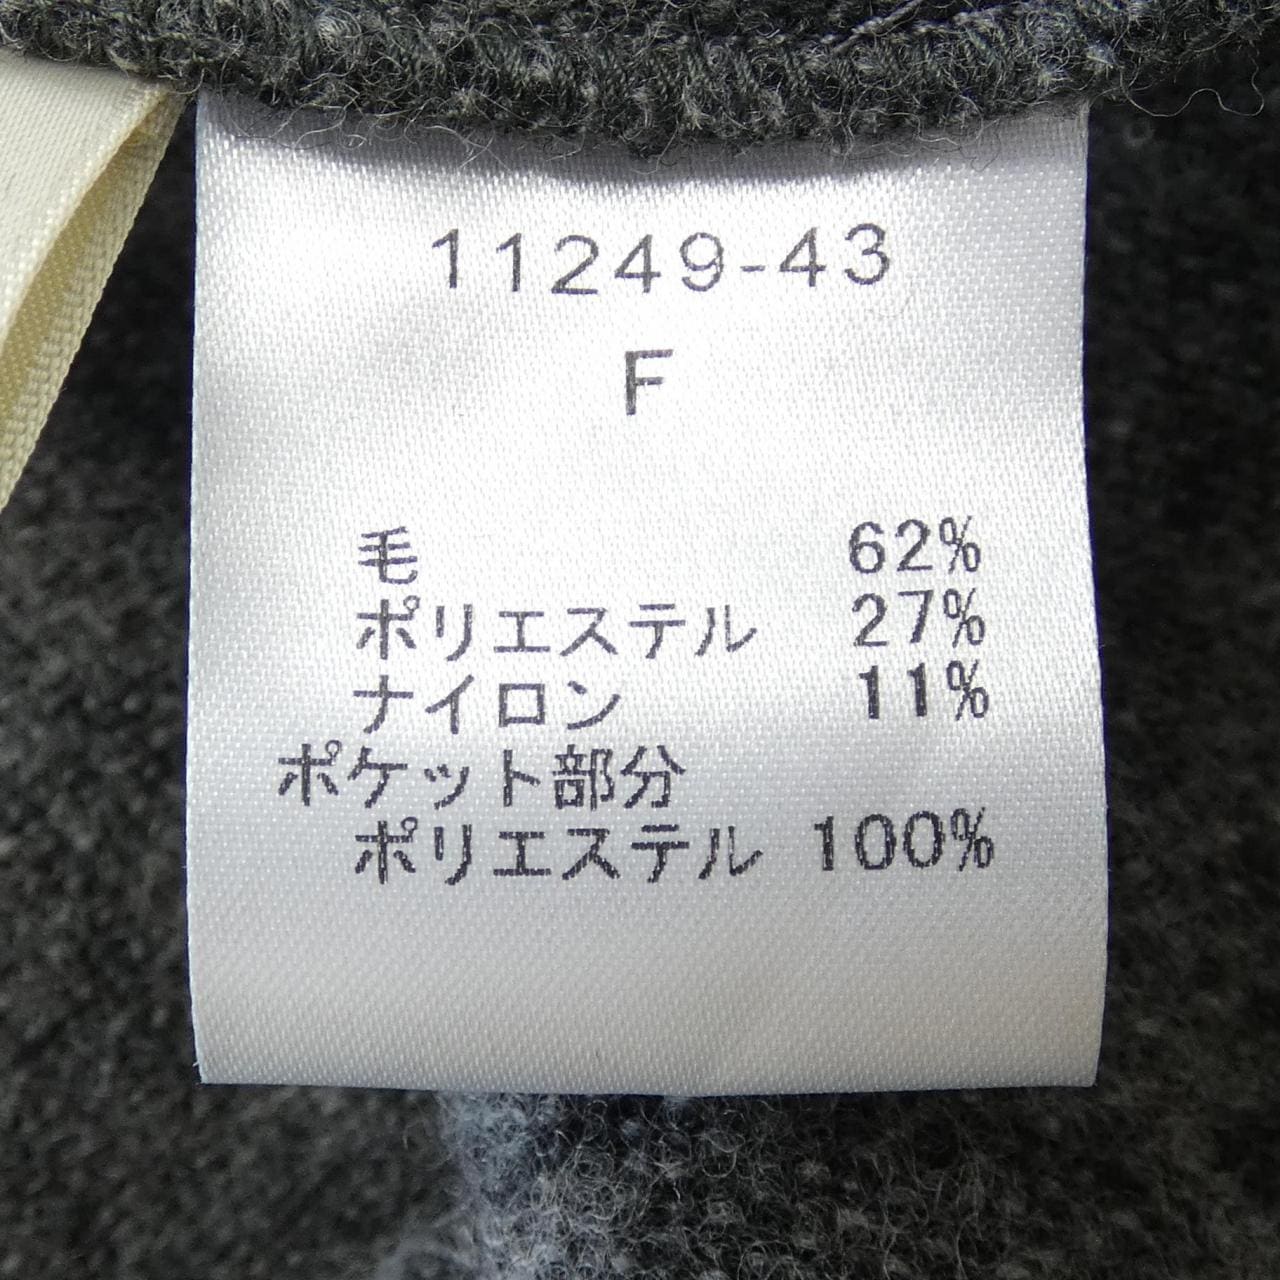 11249-43
F
毛 62%
ポリエステル 27%
ナイロン 11%
ポケット部分
ポリエステル 100%